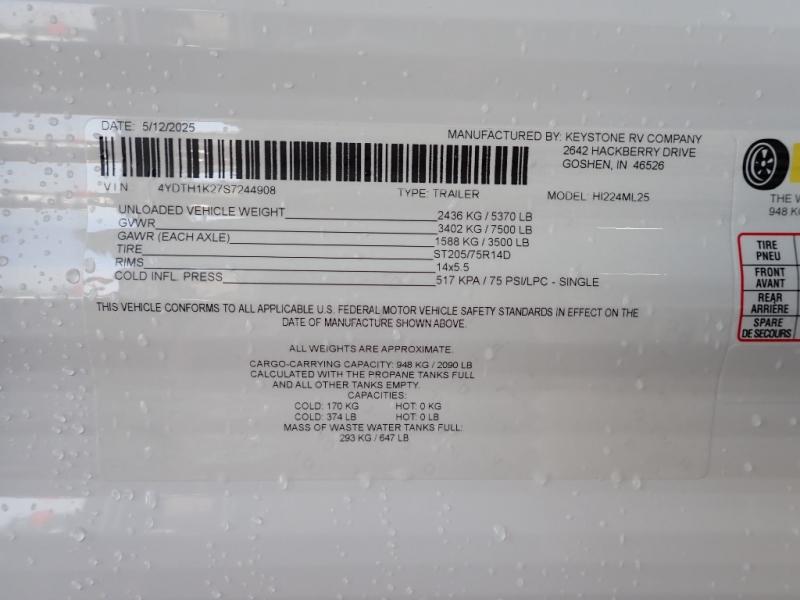 DATE: 5/12/2025
MANUFACTURED BY: KEYSTONE RV COMPANY
2642 HACKBERRY DRIVE
GOSHEN, IN 46526
VIN 4YDTH1K27S7244908
TYPE: TRAILER
MODEL: HI224ML25
UNLOADED VEHICLE WEIGHT 2436 KG / 5370 LB
GVWR 3402 KG / 7500 LB
GAWR (EACH AXLE) 1588 KG / 3500 LB
TIRE ST205/75R14D
RIMS 14x5.5
COLD INFL. PRESS 517 KPA / 75 PSI/LPC - SINGLE
THIS VEHICLE CONFORMS TO ALL APPLICABLE U.S. FEDERAL MOTOR VEHICLE SAFETY STANDARDS IN EFFECT ON THE
DATE OF MANUFACTURE SHOWN ABOVE.
ALL WEIGHTS ARE APPROXIMATE.
CARGO-CARRYING CAPACITY: 948 KG / 2090 LB
CALCULATED WITH THE PROPANE TANKS FULL
AND ALL OTHER TANKS EMPTY.
CAPACITIES:
COLD: 170 KG HOT: 0 KG
COLD: 374 LB HOT: 0 LB
MASS OF WASTE WATER TANKS FULL:
293 KG / 647 LB
THE W
948 KG
TIRE
PNEU
FRONT
AVANT
REAR
ARRIÈRE
SPARE
DE SECOURS